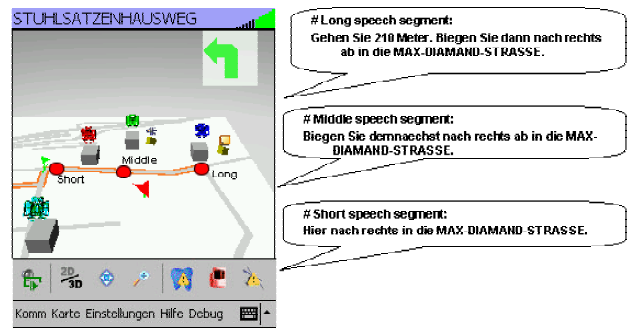 STUHLSATZENHAUSWEG
Short
Middle
Long
2D
3D
Komm Karte Einstellungen Hilfe Debug
# Long speech segment:
Gehen Sie 210 Meter. Biegen Sie dann nach rechts
ab in die MAX-DIAMAND-STRASSE.
# Middle speech segment:
Biegen Sie demnaechst nach rechts ab in die MAX-
DIAMAND-STRASSE.
# Short speech segment:
Hier nach rechts in die MAX-DIAMAND-STRASSE.